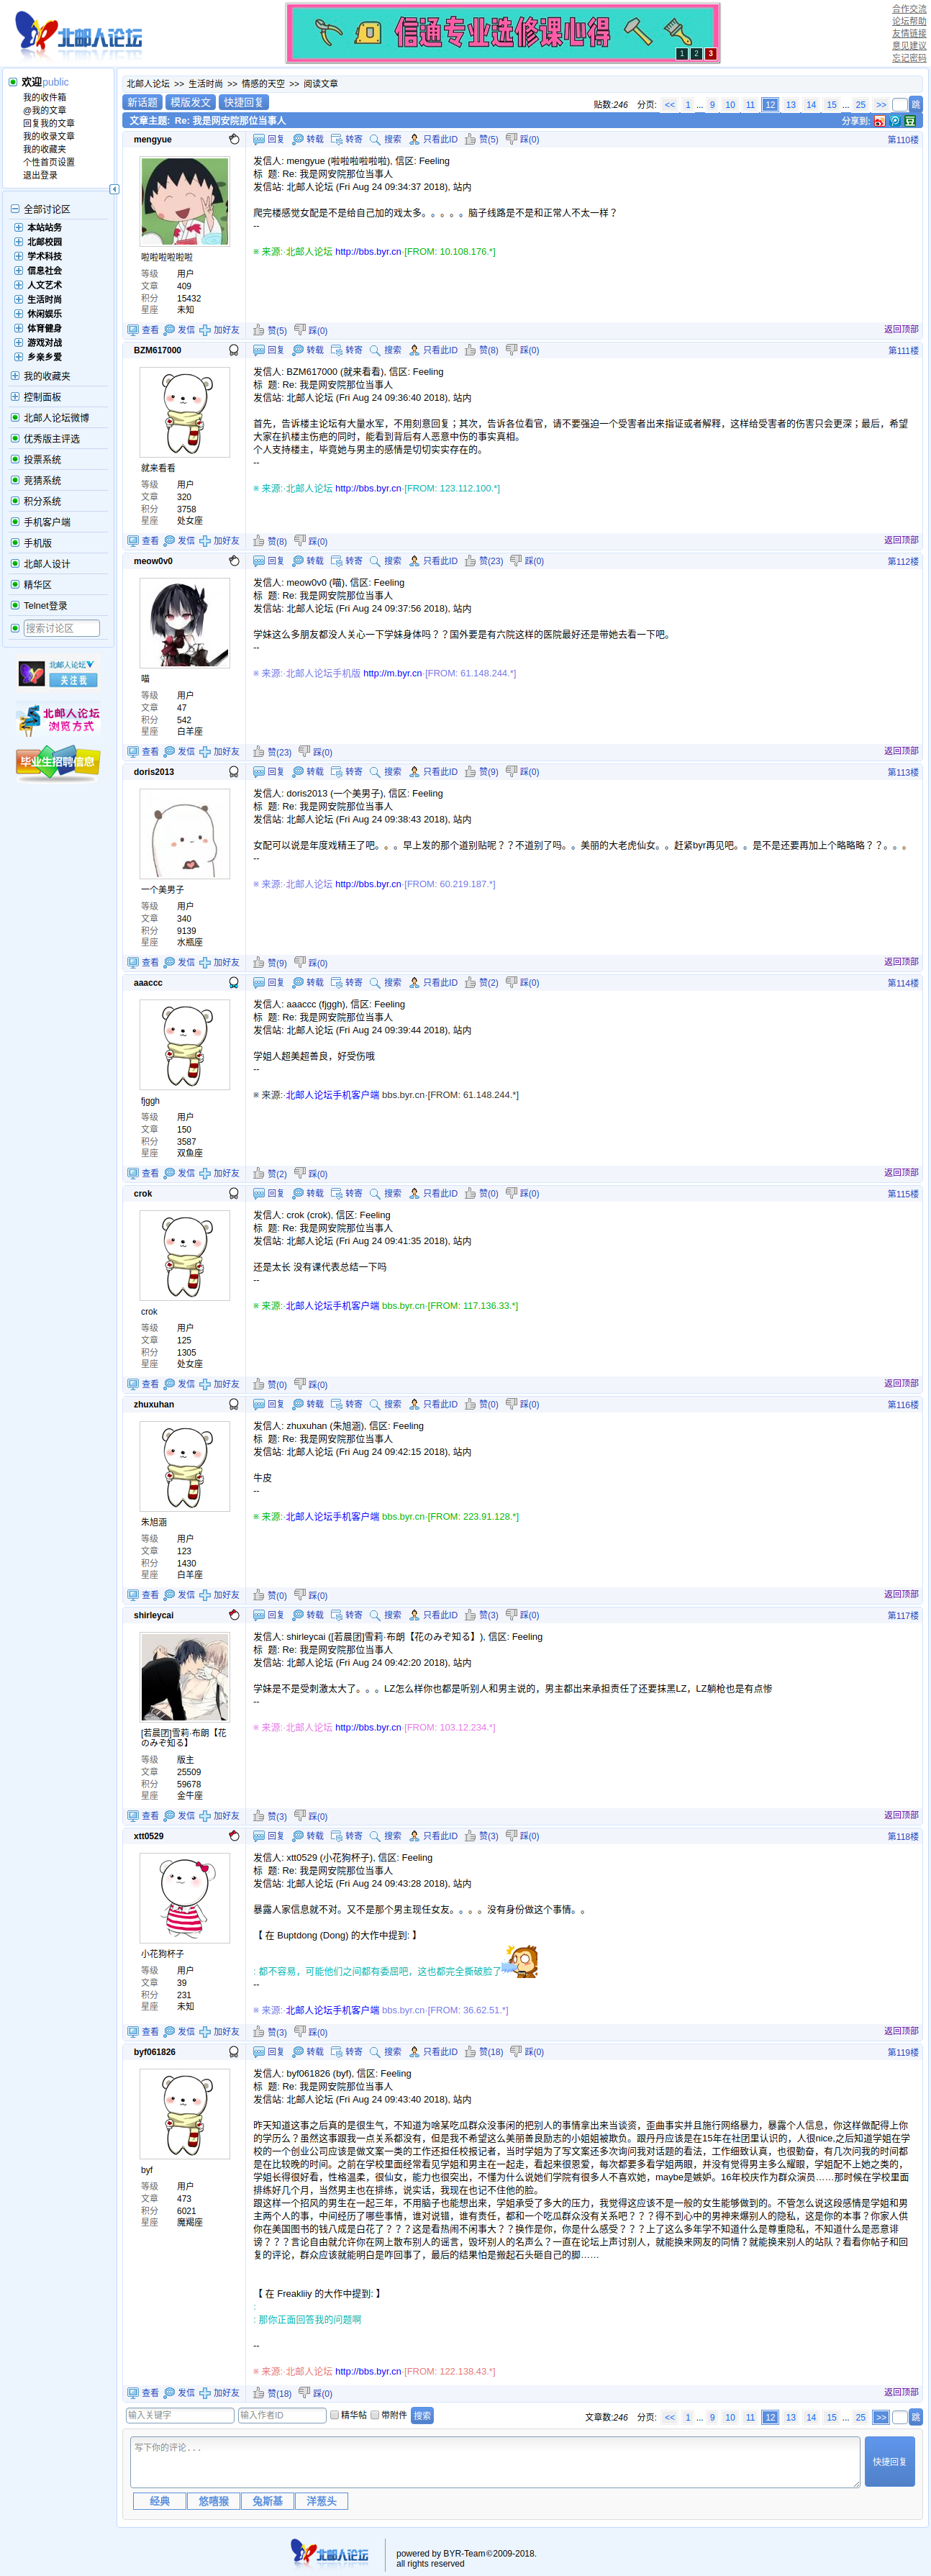 北邮人论坛
信通专业进修课心得
1 2 3
合作交流
论坛帮助
友情链接
意见建议
忘记密码
欢迎public
我的收件箱
@我的文章
回复我的文章
我的收录文章
我的收藏夹
个性首页设置
退出登录
全部讨论区
本站站务
北邮校园
学术科技
信息社会
人文艺术
生活时尚
休闲娱乐
体育健身
游戏对战
乡亲乡爱
我的收藏夹
控制面板
北邮人论坛微博
优秀版主评选
投票系统
竞猜系统
积分系统
手机客户端
手机版
北邮人设计
精华区
Telnet登录
搜索讨论区
北邮人论坛
关注我
北邮人论坛
浏览方式
毕业生招聘信息
北邮人论坛 >> 生活时尚 >> 情感的天空 >> 阅读文章
新话题 模版发文 快捷回复
贴数:246 分页: << 1 ... 9 10 11 12 13 14 15 ... 25 >> 跳
文章主题: Re: 我是网安院那位当事人
分享到:
mengyue
回复 转载 转寄 搜索 只看此ID 赞(5) 踩(0) 第110楼
啦啦啦啦啦啦
等级 用户
文章 409
积分 15432
星座 未知
发信人: mengyue (啦啦啦啦啦啦), 信区: Feeling
标 题: Re: 我是网安院那位当事人
发信站: 北邮人论坛 (Fri Aug 24 09:34:37 2018), 站内
爬完楼感觉女配是不是给自己加的戏太多。。。。。脑子线路是不是和正常人不太一样？
--
※ 来源:·北邮人论坛 http://bbs.byr.cn·[FROM: 10.108.176.*]
查看 发信 加好友 赞(5) 踩(0) 返回顶部
BZM617000
回复 转载 转寄 搜索 只看此ID 赞(8) 踩(0) 第111楼
就来看看
等级 用户
文章 320
积分 3758
星座 处女座
发信人: BZM617000 (就来看看), 信区: Feeling
标 题: Re: 我是网安院那位当事人
发信站: 北邮人论坛 (Fri Aug 24 09:36:40 2018), 站内
首先，告诉楼主论坛有大量水军，不用刻意回复；其次，告诉各位看官，请不要强迫一个受害者出来指证或者解释，这样给受害者的伤害只会更深；最后，希望
大家在扒楼主伤疤的同时，能看到背后有人恶意中伤的事实真相。
个人支持楼主，毕竟她与男主的感情是切切实实存在的。
--
※ 来源:·北邮人论坛 http://bbs.byr.cn·[FROM: 123.112.100.*]
查看 发信 加好友 赞(8) 踩(0) 返回顶部
meow0v0
回复 转载 转寄 搜索 只看此ID 赞(23) 踩(0) 第112楼
喵
等级 用户
文章 47
积分 542
星座 白羊座
发信人: meow0v0 (喵), 信区: Feeling
标 题: Re: 我是网安院那位当事人
发信站: 北邮人论坛 (Fri Aug 24 09:37:56 2018), 站内
学妹这么多朋友都没人关心一下学妹身体吗？？国外要是有六院这样的医院最好还是带她去看一下吧。
--
※ 来源:·北邮人论坛手机版 http://m.byr.cn·[FROM: 61.148.244.*]
查看 发信 加好友 赞(23) 踩(0) 返回顶部
doris2013
回复 转载 转寄 搜索 只看此ID 赞(9) 踩(0) 第113楼
一个美男子
等级 用户
文章 340
积分 9139
星座 水瓶座
发信人: doris2013 (一个美男子), 信区: Feeling
标 题: Re: 我是网安院那位当事人
发信站: 北邮人论坛 (Fri Aug 24 09:38:43 2018), 站内
女配可以说是年度戏精王了吧。。。早上发的那个道别贴呢？？不道别了吗。。美丽的大老虎仙女。。赶紧byr再见吧。。是不是还要再加上个略略略？？。。。
--
※ 来源:·北邮人论坛 http://bbs.byr.cn·[FROM: 60.219.187.*]
查看 发信 加好友 赞(9) 踩(0) 返回顶部
aaaccc
回复 转载 转寄 搜索 只看此ID 赞(2) 踩(0) 第114楼
fjggh
等级 用户
文章 150
积分 3587
星座 双鱼座
发信人: aaaccc (fjggh), 信区: Feeling
标 题: Re: 我是网安院那位当事人
发信站: 北邮人论坛 (Fri Aug 24 09:39:44 2018), 站内
学姐人超美超善良，好受伤哦
--
※ 来源:·北邮人论坛手机客户端 bbs.byr.cn·[FROM: 61.148.244.*]
查看 发信 加好友 赞(2) 踩(0) 返回顶部
crok
回复 转载 转寄 搜索 只看此ID 赞(0) 踩(0) 第115楼
crok
等级 用户
文章 125
积分 1305
星座 处女座
发信人: crok (crok), 信区: Feeling
标 题: Re: 我是网安院那位当事人
发信站: 北邮人论坛 (Fri Aug 24 09:41:35 2018), 站内
还是太长 没有课代表总结一下吗
--
※ 来源:·北邮人论坛手机客户端 bbs.byr.cn·[FROM: 117.136.33.*]
查看 发信 加好友 赞(0) 踩(0) 返回顶部
zhuxuhan
回复 转载 转寄 搜索 只看此ID 赞(0) 踩(0) 第116楼
朱旭涵
等级 用户
文章 123
积分 1430
星座 白羊座
发信人: zhuxuhan (朱旭涵), 信区: Feeling
标 题: Re: 我是网安院那位当事人
发信站: 北邮人论坛 (Fri Aug 24 09:42:15 2018), 站内
牛皮
--
※ 来源:·北邮人论坛手机客户端 bbs.byr.cn·[FROM: 223.91.128.*]
查看 发信 加好友 赞(0) 踩(0) 返回顶部
shirleycai
回复 转载 转寄 搜索 只看此ID 赞(3) 踩(0) 第117楼
[若晨团]雪莉·布朗【花
のみぞ知る】
等级 版主
文章 25509
积分 59678
星座 金牛座
发信人: shirleycai ([若晨团]雪莉·布朗【花のみぞ知る】), 信区: Feeling
标 题: Re: 我是网安院那位当事人
发信站: 北邮人论坛 (Fri Aug 24 09:42:20 2018), 站内
学妹是不是受刺激太大了。。。LZ怎么样你也都是听别人和男主说的，男主都出来承担责任了还要抹黑LZ，LZ躺枪也是有点惨
--
※ 来源:·北邮人论坛 http://bbs.byr.cn·[FROM: 103.12.234.*]
查看 发信 加好友 赞(3) 踩(0) 返回顶部
xtt0529
回复 转载 转寄 搜索 只看此ID 赞(3) 踩(0) 第118楼
小花狗杯子
等级 用户
文章 39
积分 231
星座 未知
发信人: xtt0529 (小花狗杯子), 信区: Feeling
标 题: Re: 我是网安院那位当事人
发信站: 北邮人论坛 (Fri Aug 24 09:43:28 2018), 站内
暴露人家信息就不对。又不是那个男主现任女友。。。。没有身份做这个事情。。
【 在 Buptdong (Dong) 的大作中提到: 】
: 都不容易，可能他们之间都有委屈吧，这也都完全撕破脸了
--
※ 来源:·北邮人论坛手机客户端 bbs.byr.cn·[FROM: 36.62.51.*]
查看 发信 加好友 赞(3) 踩(0) 返回顶部
byf061826
回复 转载 转寄 搜索 只看此ID 赞(18) 踩(0) 第119楼
byf
等级 用户
文章 473
积分 6021
星座 魔羯座
发信人: byf061826 (byf), 信区: Feeling
标 题: Re: 我是网安院那位当事人
发信站: 北邮人论坛 (Fri Aug 24 09:43:40 2018), 站内
昨天知道这事之后真的是很生气，不知道为啥某吃瓜群众没事闲的把别人的事情拿出来当谈资，歪曲事实并且施行网络暴力，暴露个人信息，你这样做配得上你
的学历么？虽然这事跟我一点关系都没有，但是我不希望这么美丽善良励志的小姐姐被欺负。跟丹丹应该是在15年在社团里认识的，人很nice,之后知道学姐在学
校的一个创业公司应该是做文案一类的工作还担任校报记者，当时学姐为了写文案还多次询问我对话题的看法，工作细致认真，也很勤奋，有几次问我的时间都
是在比较晚的时间。之前在学校里面经常看见学姐和男主在一起走，看起来很恩爱，每次都要多看学姐两眼，并没有觉得男主多么耀眼，学姐配不上她之类的，
学姐长得很好看，性格温柔，很仙女，能力也很突出，不懂为什么说她们学院有很多人不喜欢她，maybe是嫉妒。16年校庆作为群众演员……那时候在学校里面
排练好几个月，当然男主也在排练，说实话，我现在也记不住他的脸。
跟这样一个招风的男生在一起三年，不用脑子也能想出来，学姐承受了多大的压力，我觉得这应该不是一般的女生能够做到的。不管怎么说这段感情是学姐和男
主两个人的事，中间经历了哪些事情，谁对说错，谁有责任，都和一个吃瓜群众没有关系吧？？？得不到心中的男神来爆别人的隐私，这是你的本事？你家人供
你在美国图书的钱八成是白花了？？？这是看热闹不闲事大？？换作是你，你是什么感受？？？上了这么多年学不知道什么是尊重隐私，不知道什么是恶意诽
谤？？？言论自由就允许你在网上散布别人的谣言，毁坏别人的名声么？一直在论坛上声讨别人，就能换来网友的同情？就能换来别人的站队？看看你帖子和回
复的评论，群众应该就能明白是咋回事了，最后的结果怕是搬起石头砸自己的脚……
【 在 Freakliiy 的大作中提到: 】
:
: 那你正面回答我的问题啊
--
※ 来源:·北邮人论坛 http://bbs.byr.cn·[FROM: 122.138.43.*]
查看 发信 加好友 赞(18) 踩(0) 返回顶部
输入关键字 输入作者ID 精华帖 带附件 搜索
文章数:246 分页: << 1 ... 9 10 11 12 13 14 15 ... 25 >> 跳
写下你的评论...
快捷回复
经典 悠嘻猴 兔斯基 洋葱头
北邮人论坛
powered by BYR-Team©2009-2018.
all rights reserved